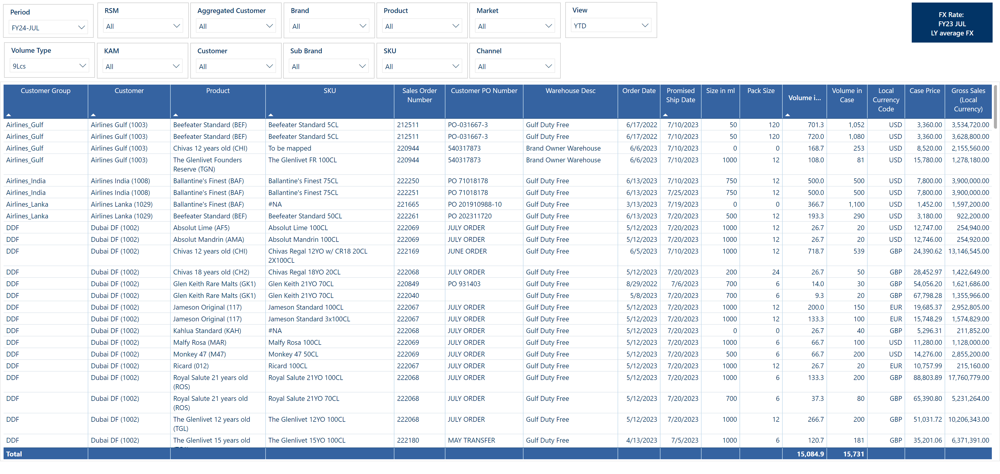 Period
FY24-JUL
RSM
All
Aggregated Customer
All
Brand
All
Product
All
Market
All
View
YTD
FX Rate:
FY23 JUL
LY average FX
Volume Type
9Lcs
KAM
All
Customer
All
Sub Brand
All
SKU
All
Channel
All
Customer Group Customer Product SKU Sales Order Number Customer PO Number Warehouse Desc Order Date Promised Ship Date Size in ml Pack Size Volume i... Volume in Case Local Currency Code Case Price Gross Sales (Local Currency)
Airlines_Gulf Airlines Gulf (1003) Beefeater Standard (BEF) Beefeater Standard 5CL 212511 PO-031667-3 Gulf Duty Free 6/17/2022 7/10/2023 50 120 701.3 1,052 USD 3,360.00 3,534,720.00
Airlines_Gulf Airlines Gulf (1003) Beefeater Standard (BEF) Beefeater Standard 5CL 212511 PO-031667-3 Gulf Duty Free 6/17/2022 7/10/2023 50 120 720.0 1,080 USD 3,360.00 3,628,800.00
Airlines_Gulf Airlines Gulf (1003) Chivas 12 years old (CHI) To be mapped 220944 540317873 Brand Owner Warehouse 6/6/2023 7/10/2023 0 0 168.7 253 USD 8,520.00 2,155,560.00
Airlines_Gulf Airlines Gulf (1003) The Glenlivet Founders Reserve (TGN) The Glenlivet FR 100CL 220944 540317873 Brand Owner Warehouse 6/6/2023 7/10/2023 1000 12 108.0 81 USD 15,780.00 1,278,180.00
Airlines_India Airlines India (1008) Ballantine's Finest (BAF) Ballantine's Finest 75CL 222250 PO 71018178 Gulf Duty Free 6/13/2023 7/10/2023 750 12 500.0 500 USD 7,800.00 3,900,000.00
Airlines_India Airlines India (1008) Ballantine's Finest (BAF) Ballantine's Finest 75CL 222251 PO 71018178 Gulf Duty Free 6/13/2023 7/25/2023 750 12 500.0 500 USD 7,800.00 3,900,000.00
Airlines_Lanka Airlines Lanka (1029) Ballantine's Finest (BAF) #NA 221665 PO 201910988-10 Gulf Duty Free 3/13/2023 7/19/2023 0 0 366.7 1,100 USD 1,452.00 1,597,200.00
Airlines_Lanka Airlines Lanka (1029) Beefeater Standard (BEF) Beefeater Standard 50CL 222261 PO 202311720 Gulf Duty Free 6/13/2023 7/20/2023 500 12 193.3 290 USD 3,180.00 922,200.00
DDF Dubai DF (1002) Absolut Lime (AF5) Absolut Lime 100CL 222069 JULY ORDER Gulf Duty Free 5/12/2023 7/20/2023 1000 12 26.7 20 USD 12,747.00 254,940.00
DDF Dubai DF (1002) Absolut Mandrin (AMA) Absolut Mandrin 100CL 222069 JULY ORDER Gulf Duty Free 5/12/2023 7/20/2023 1000 12 26.7 20 USD 12,746.00 254,920.00
DDF Dubai DF (1002) Chivas 12 years old (CHI) Chivas Regal 12YO w/ CR18 20CL 2X100CL 222169 JUNE ORDER Gulf Duty Free 6/5/2023 7/10/2023 1000 12 718.7 539 GBP 24,390.62 13,146,545.00
DDF Dubai DF (1002) Chivas 18 years old (CH2) Chivas Regal 18YO 20CL 222068 JULY ORDER Gulf Duty Free 5/12/2023 7/20/2023 200 24 26.7 50 GBP 28,452.97 1,422,649.00
DDF Dubai DF (1002) Glen Keith Rare Malts (GK1) Glen Keith 21YO 70CL 220849 PO 931403 Gulf Duty Free 8/29/2022 7/6/2023 700 6 14.0 30 GBP 54,056.20 1,621,686.00
DDF Dubai DF (1002) Glen Keith Rare Malts (GK1) Glen Keith 21YO 70CL 222040 Gulf Duty Free 5/8/2023 7/20/2023 700 6 9.3 20 GBP 67,798.28 1,355,966.00
DDF Dubai DF (1002) Jameson Original (117) Jameson Standard 100CL 222067 JULY ORDER Gulf Duty Free 5/12/2023 7/20/2023 1000 12 200.0 150 EUR 19,685.37 2,952,805.00
DDF Dubai DF (1002) Jameson Original (117) Jameson Standard 3x100CL 222067 JULY ORDER Gulf Duty Free 5/12/2023 7/20/2023 1000 12 133.3 100 EUR 15,748.29 1,574,829.00
DDF Dubai DF (1002) Kahlua Standard (KAH) #NA 222068 JULY ORDER Gulf Duty Free 5/12/2023 7/20/2023 0 0 26.7 40 GBP 5,296.31 211,852.00
DDF Dubai DF (1002) Malfy Rosa (MAR) Malfy Rosa 100CL 222069 JULY ORDER Gulf Duty Free 5/12/2023 7/20/2023 1000 6 66.7 100 USD 11,280.00 1,128,000.00
DDF Dubai DF (1002) Monkey 47 (M47) Monkey 47 50CL 222069 JULY ORDER Gulf Duty Free 5/12/2023 7/20/2023 500 6 66.7 200 USD 14,276.00 2,855,200.00
DDF Dubai DF (1002) Ricard (012) Ricard 100CL 222067 JULY ORDER Gulf Duty Free 5/12/2023 7/20/2023 1000 12 26.7 20 EUR 10,757.99 215,160.00
DDF Dubai DF (1002) Royal Salute 21 years old (ROS) Royal Salute 21YO 100CL 222068 JULY ORDER Gulf Duty Free 5/12/2023 7/20/2023 1000 6 133.3 200 GBP 88,803.89 17,760,779.00
DDF Dubai DF (1002) Royal Salute 21 years old (ROS) Royal Salute 21YO 70CL 222068 JULY ORDER Gulf Duty Free 5/12/2023 7/20/2023 700 6 37.3 80 GBP 65,390.80 5,231,264.00
DDF Dubai DF (1002) The Glenlivet 12 years old (TGL) The Glenlivet 12YO 100CL 222068 JULY ORDER Gulf Duty Free 5/12/2023 7/20/2023 1000 12 266.7 200 GBP 51,031.72 10,206,343.00
DDF Dubai DF (1002) The Glenlivet 15 years old The Glenlivet 15YO 100CL 222180 MAY TRANSFER Gulf Duty Free 4/13/2023 7/5/2023 1000 6 120.7 181 GBP 35,201.06 6,371,391.00
Total 15,084.9 15,731